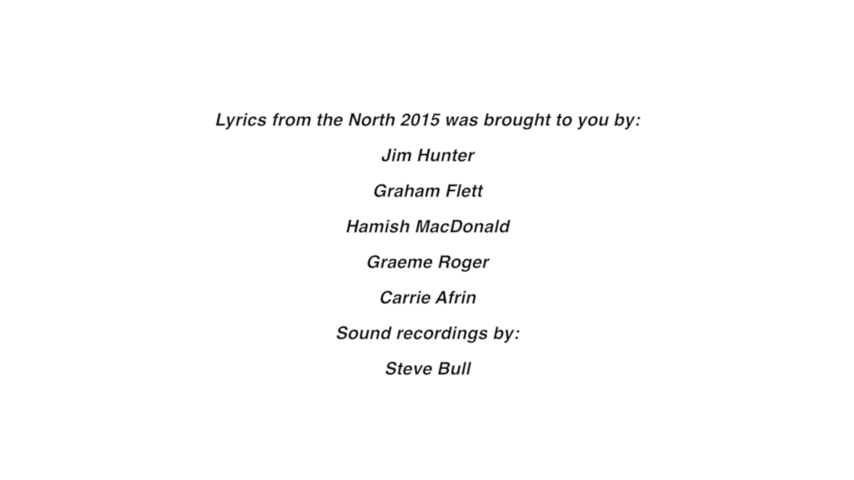 Lyrics from the North 2015 was brought to you by:
Jim Hunter
Graham Flett
Hamish MacDonald
Graeme Roger
Carrie Afrin
Sound recordings by:
Steve Bull